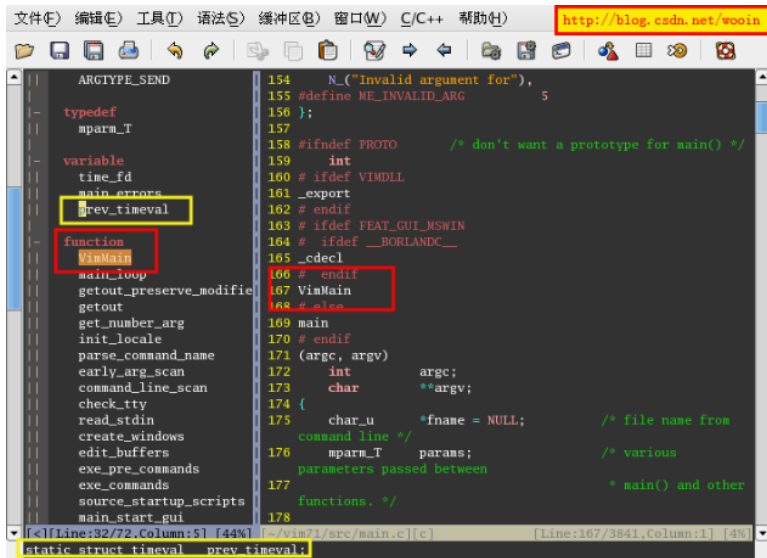 文件(F) 编辑(E) 工具(T) 语法(S) 缓冲区(B) 窗口(W) C/C++ 帮助(H)
http://blog.csdn.net/wooin
|| ARGTYPE_SEND
|
|- typedef
|| mparm_T
|
|- variable
|| time_fd
|| main_errors
|| prev_timeval
|
|- function
|| VimMain
|| main_loop
|| getout_preserve_modifie
|| getout
|| get_number_arg
|| init_locale
|| parse_command_name
|| early_arg_scan
|| command_line_scan
|| check_tty
|| read_stdin
|| create_windows
|| edit_buffers
|| exe_pre_commands
|| exe_commands
|| source_startup_scripts
|| main_start_gui
[<][Line:32/72,Column:5] [44%]
154 N_("Invalid argument for"),
155 #define ME_INVALID_ARG 5
156 };
157
158 #ifndef PROTO /* don't want a prototype for main() */
159 int
160 # ifdef VIMDLL
161 _export
162 # endif
163 # ifdef FEAT_GUI_MSWIN
164 # ifdef __BORLANDC__
165 _cdecl
166 # endif
167 VimMain
168 # else
169 main
170 # endif
171 (argc, argv)
172 int argc;
173 char **argv;
174 {
175 char_u *fname = NULL; /* file name from
command line */
176 mparm_T params; /* various
parameters passed between
177 * main() and other
functions. */
178
[~/vim71/src/main.c][c] [Line:167/3841,Column:1] [4%]
static struct timeval prev_timeval;